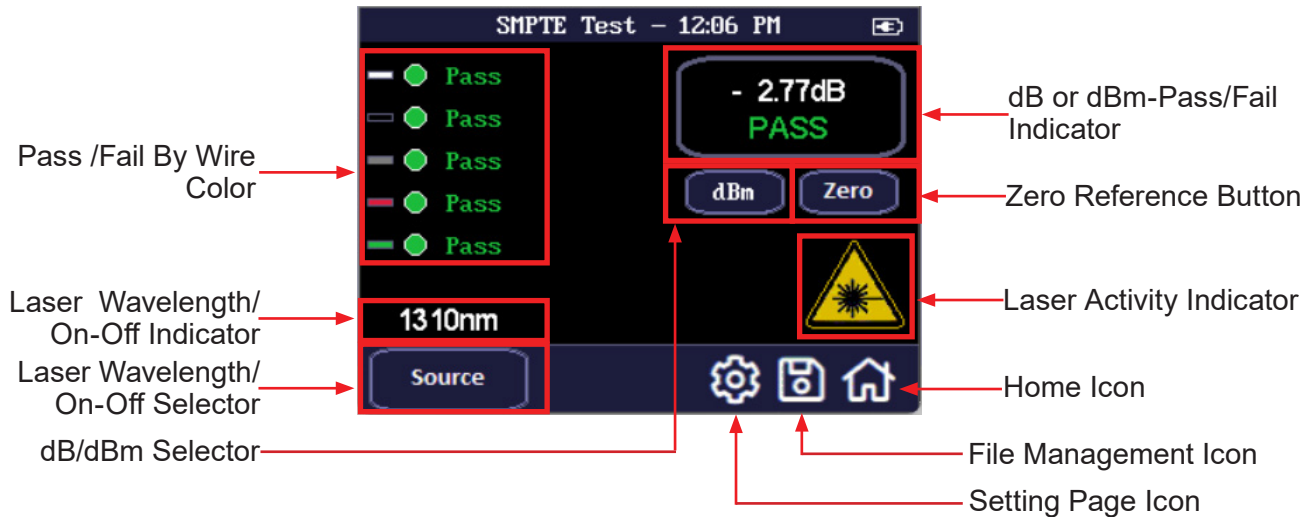 SMPTE Test - 12:06 PM
Pass
Pass
Pass
Pass
Pass
- 2.77dB
PASS
dBm
Zero
1310nm
Source
Pass /Fail By Wire
Color
Laser Wavelength/
On-Off Indicator
Laser Wavelength/
On-Off Selector
dB/dBm Selector
dB or dBm-Pass/Fail
Indicator
Zero Reference Button
Laser Activity Indicator
Home Icon
File Management Icon
Setting Page Icon